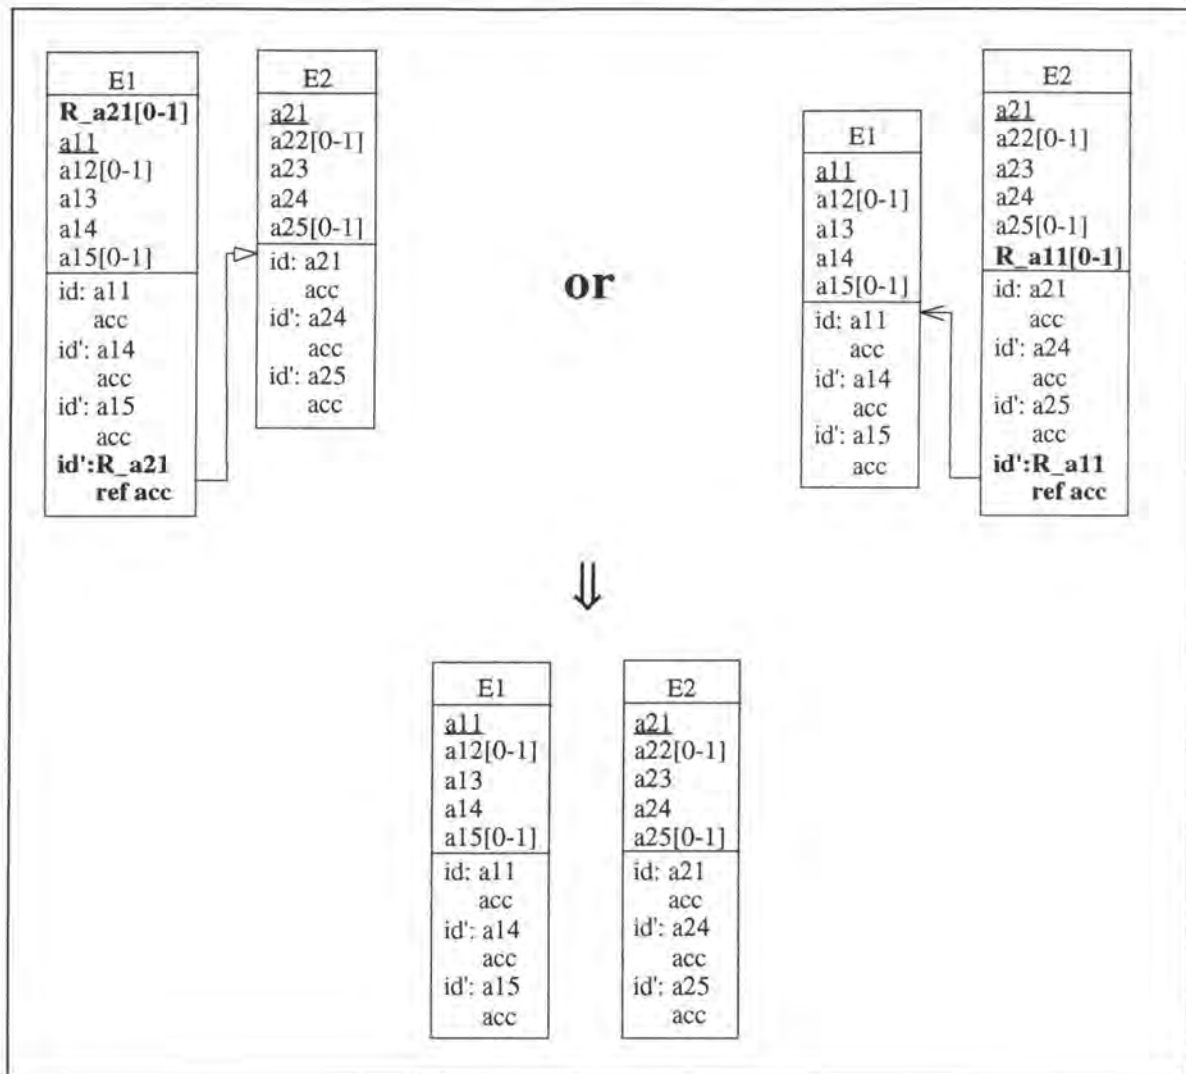 E1
R_a21[0-1]
a11
a12[0-1]
a13
a14
a15[0-1]
id: a11
acc
id': a14
acc
id': a15
acc
id':R_a21
ref acc
E2
a21
a22[0-1]
a23
a24
a25[0-1]
id: a21
acc
id': a24
acc
id': a25
acc
or
E1
a11
a12[0-1]
a13
a14
a15[0-1]
id: a11
acc
id': a14
acc
id': a15
acc
E2
a21
a22[0-1]
a23
a24
a25[0-1]
R_a11[0-1]
id: a21
acc
id': a24
acc
id': a25
acc
id':R_a11
ref acc
⇓
E1
a11
a12[0-1]
a13
a14
a15[0-1]
id: a11
acc
id': a14
acc
id': a15
acc
E2
a21
a22[0-1]
a23
a24
a25[0-1]
id: a21
acc
id': a24
acc
id': a25
acc